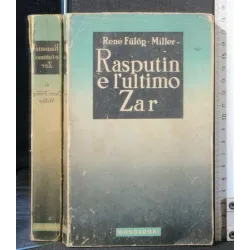 René Fülöp-Miller
Rasputin
e l'ultimo
Zar
MONDADORI